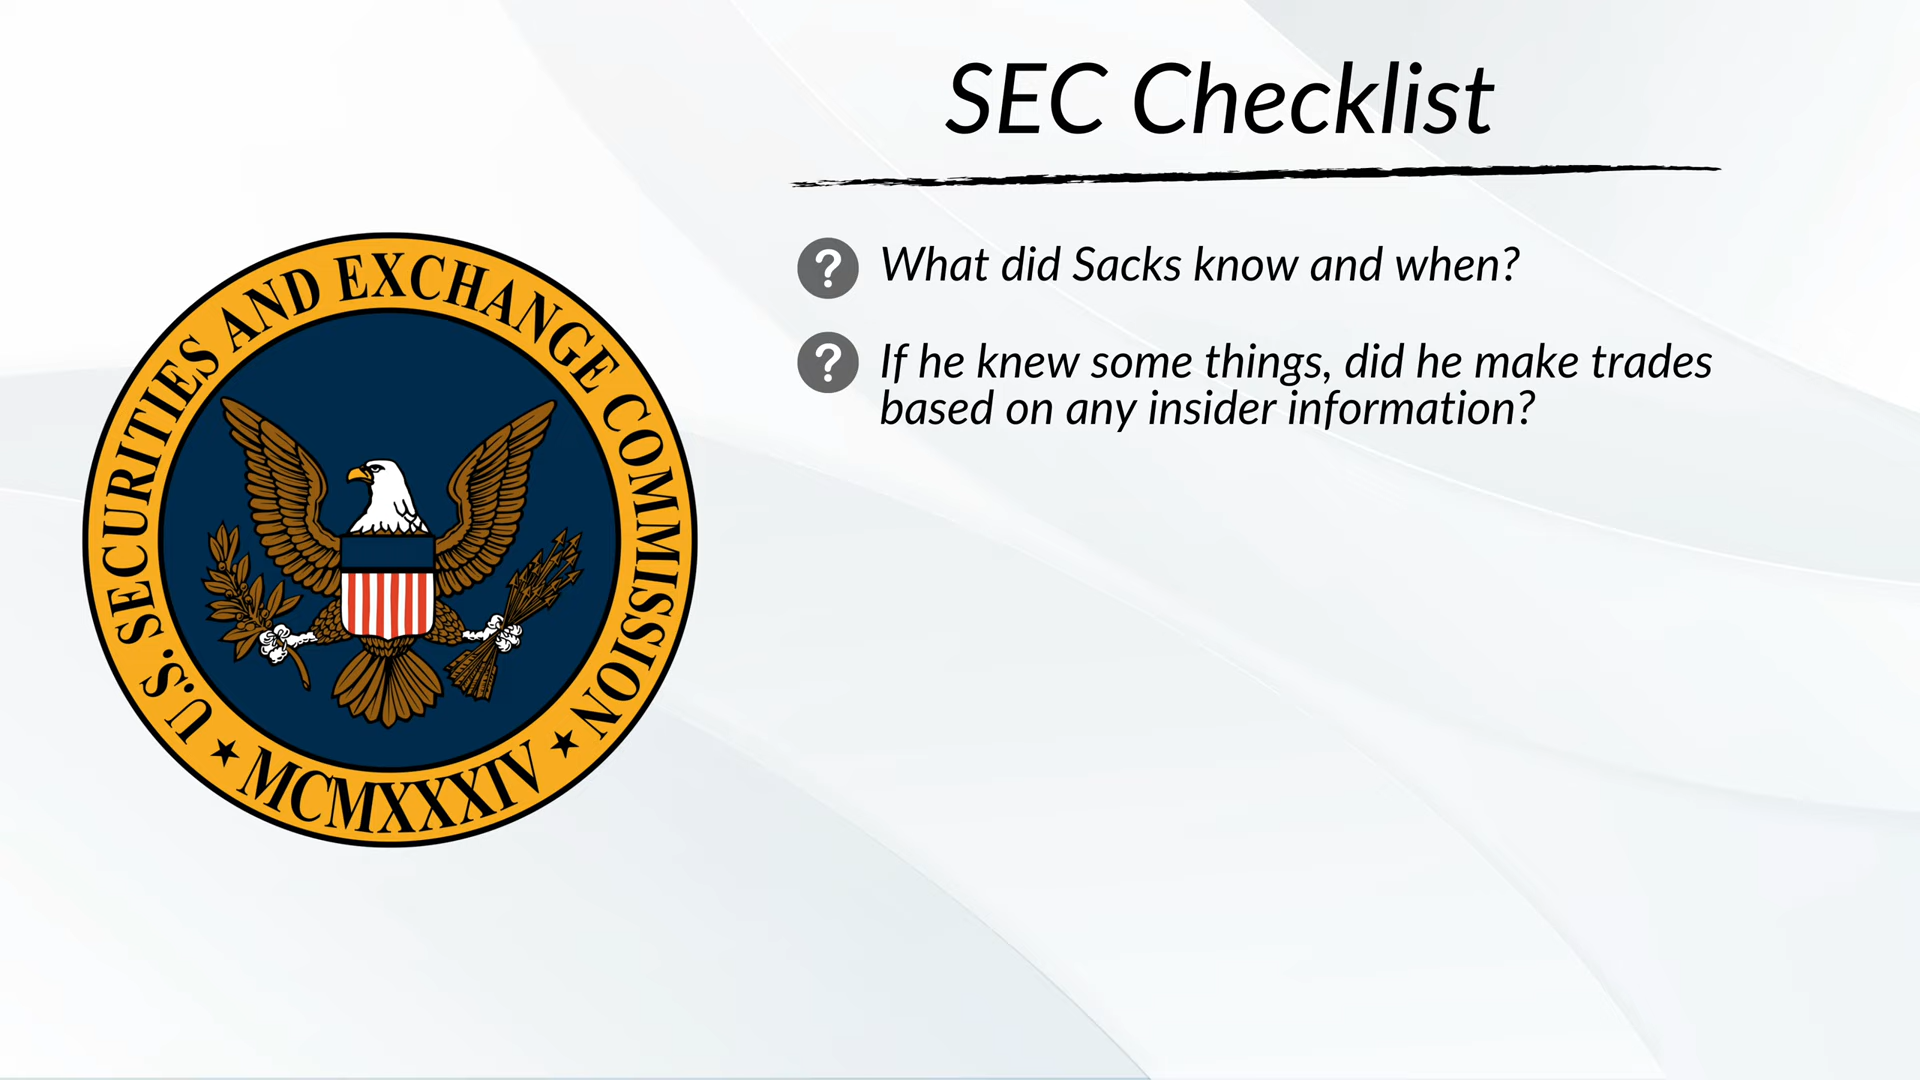 SEC Checklist
U.S. SECURITIES AND EXCHANGE COMMISSION
★ MCMXXXIV ★
? What did Sacks know and when?
? If he knew some things, did he make trades
based on any insider information?